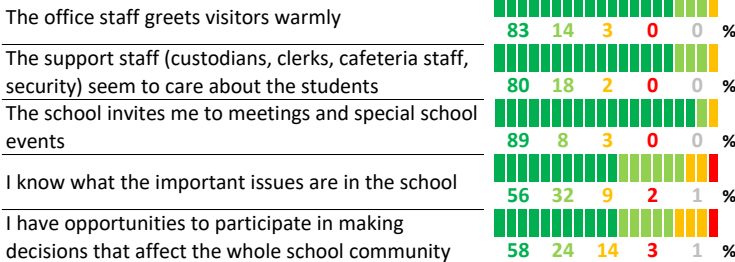 The office staff greets visitors warmly
83 14 3 0 0 %
The support staff (custodians, clerks, cafeteria staff,
security) seem to care about the students
80 18 2 0 0 %
The school invites me to meetings and special school
events
89 8 3 0 0 %
I know what the important issues are in the school
56 32 9 2 1 %
I have opportunities to participate in making
decisions that affect the whole school community
58 24 14 3 1 %